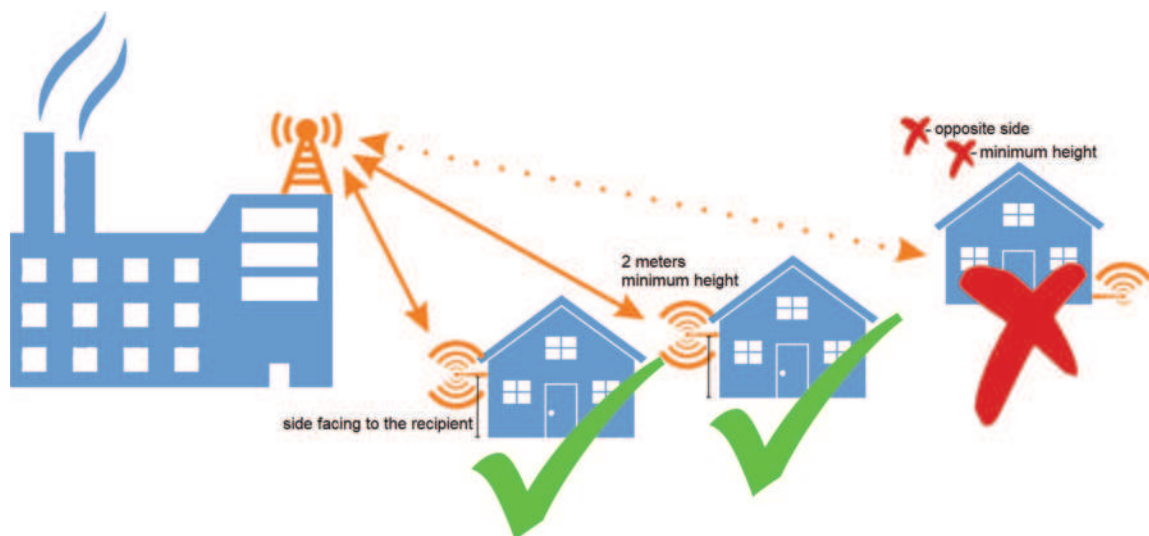 - opposite side
- minimum height
2 meters
minimum height
side facing to the recipient